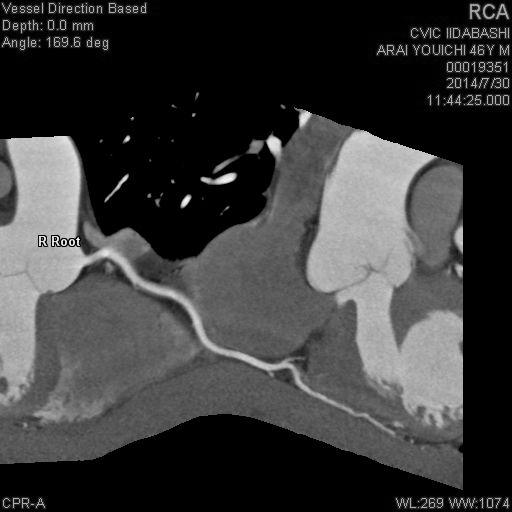 Vessel Direction Based
Depth: 0.0 mm
Angle: 169.6 deg
RCA
CVIC IIDABASHI
ARAI YOUICHI 46Y M
00019351
2014/7/30
11:44:25.000
R Root
CPR-A
WL:269 WW:1074